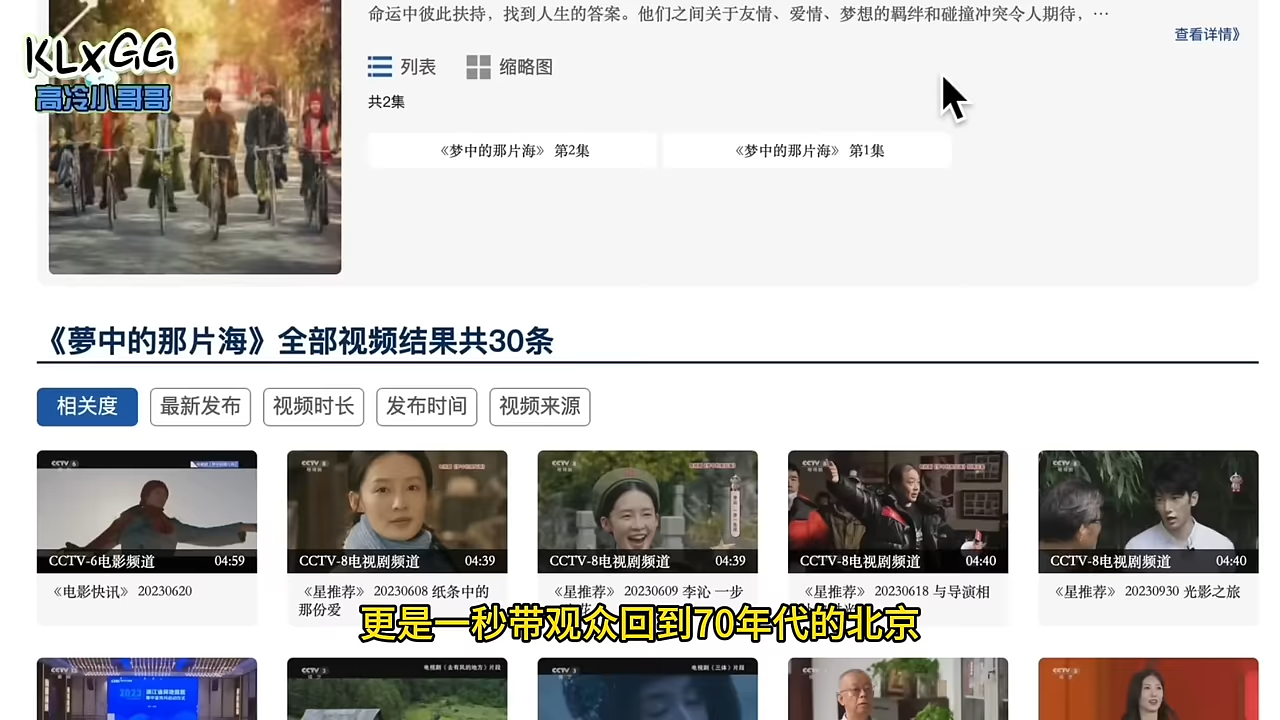 命运中彼此扶持，找到人生的答案。他们之间关于友情、爱情、梦想的羁绊和碰撞冲突令人期待，…
查看详情》
KLxGG
高冷小哥哥
列表 缩略图
共2集
《梦中的那片海》 第2集 《梦中的那片海》 第1集
《夢中的那片海》全部视频结果共30条
相关度 最新发布 视频时长 发布时间 视频来源
CCTV-6电影频道 04:59
CCTV-8电视剧频道 04:39
CCTV-8电视剧频道 04:39
CCTV-8电视剧频道 04:40
CCTV-8电视剧频道 04:40
《电影快讯》 20230620
《星推荐》 20230608 纸条中的
那份爱
《星推荐》 20230609 李沁 一步
《星推荐》 20230618 与导演相
《星推荐》 20230930 光影之旅
更是一秒带观众回到70年代的北京